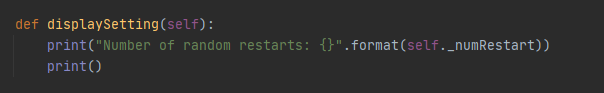 def displaySetting(self):
    print("Number of random restarts: {}".format(self._numRestart))
    print()